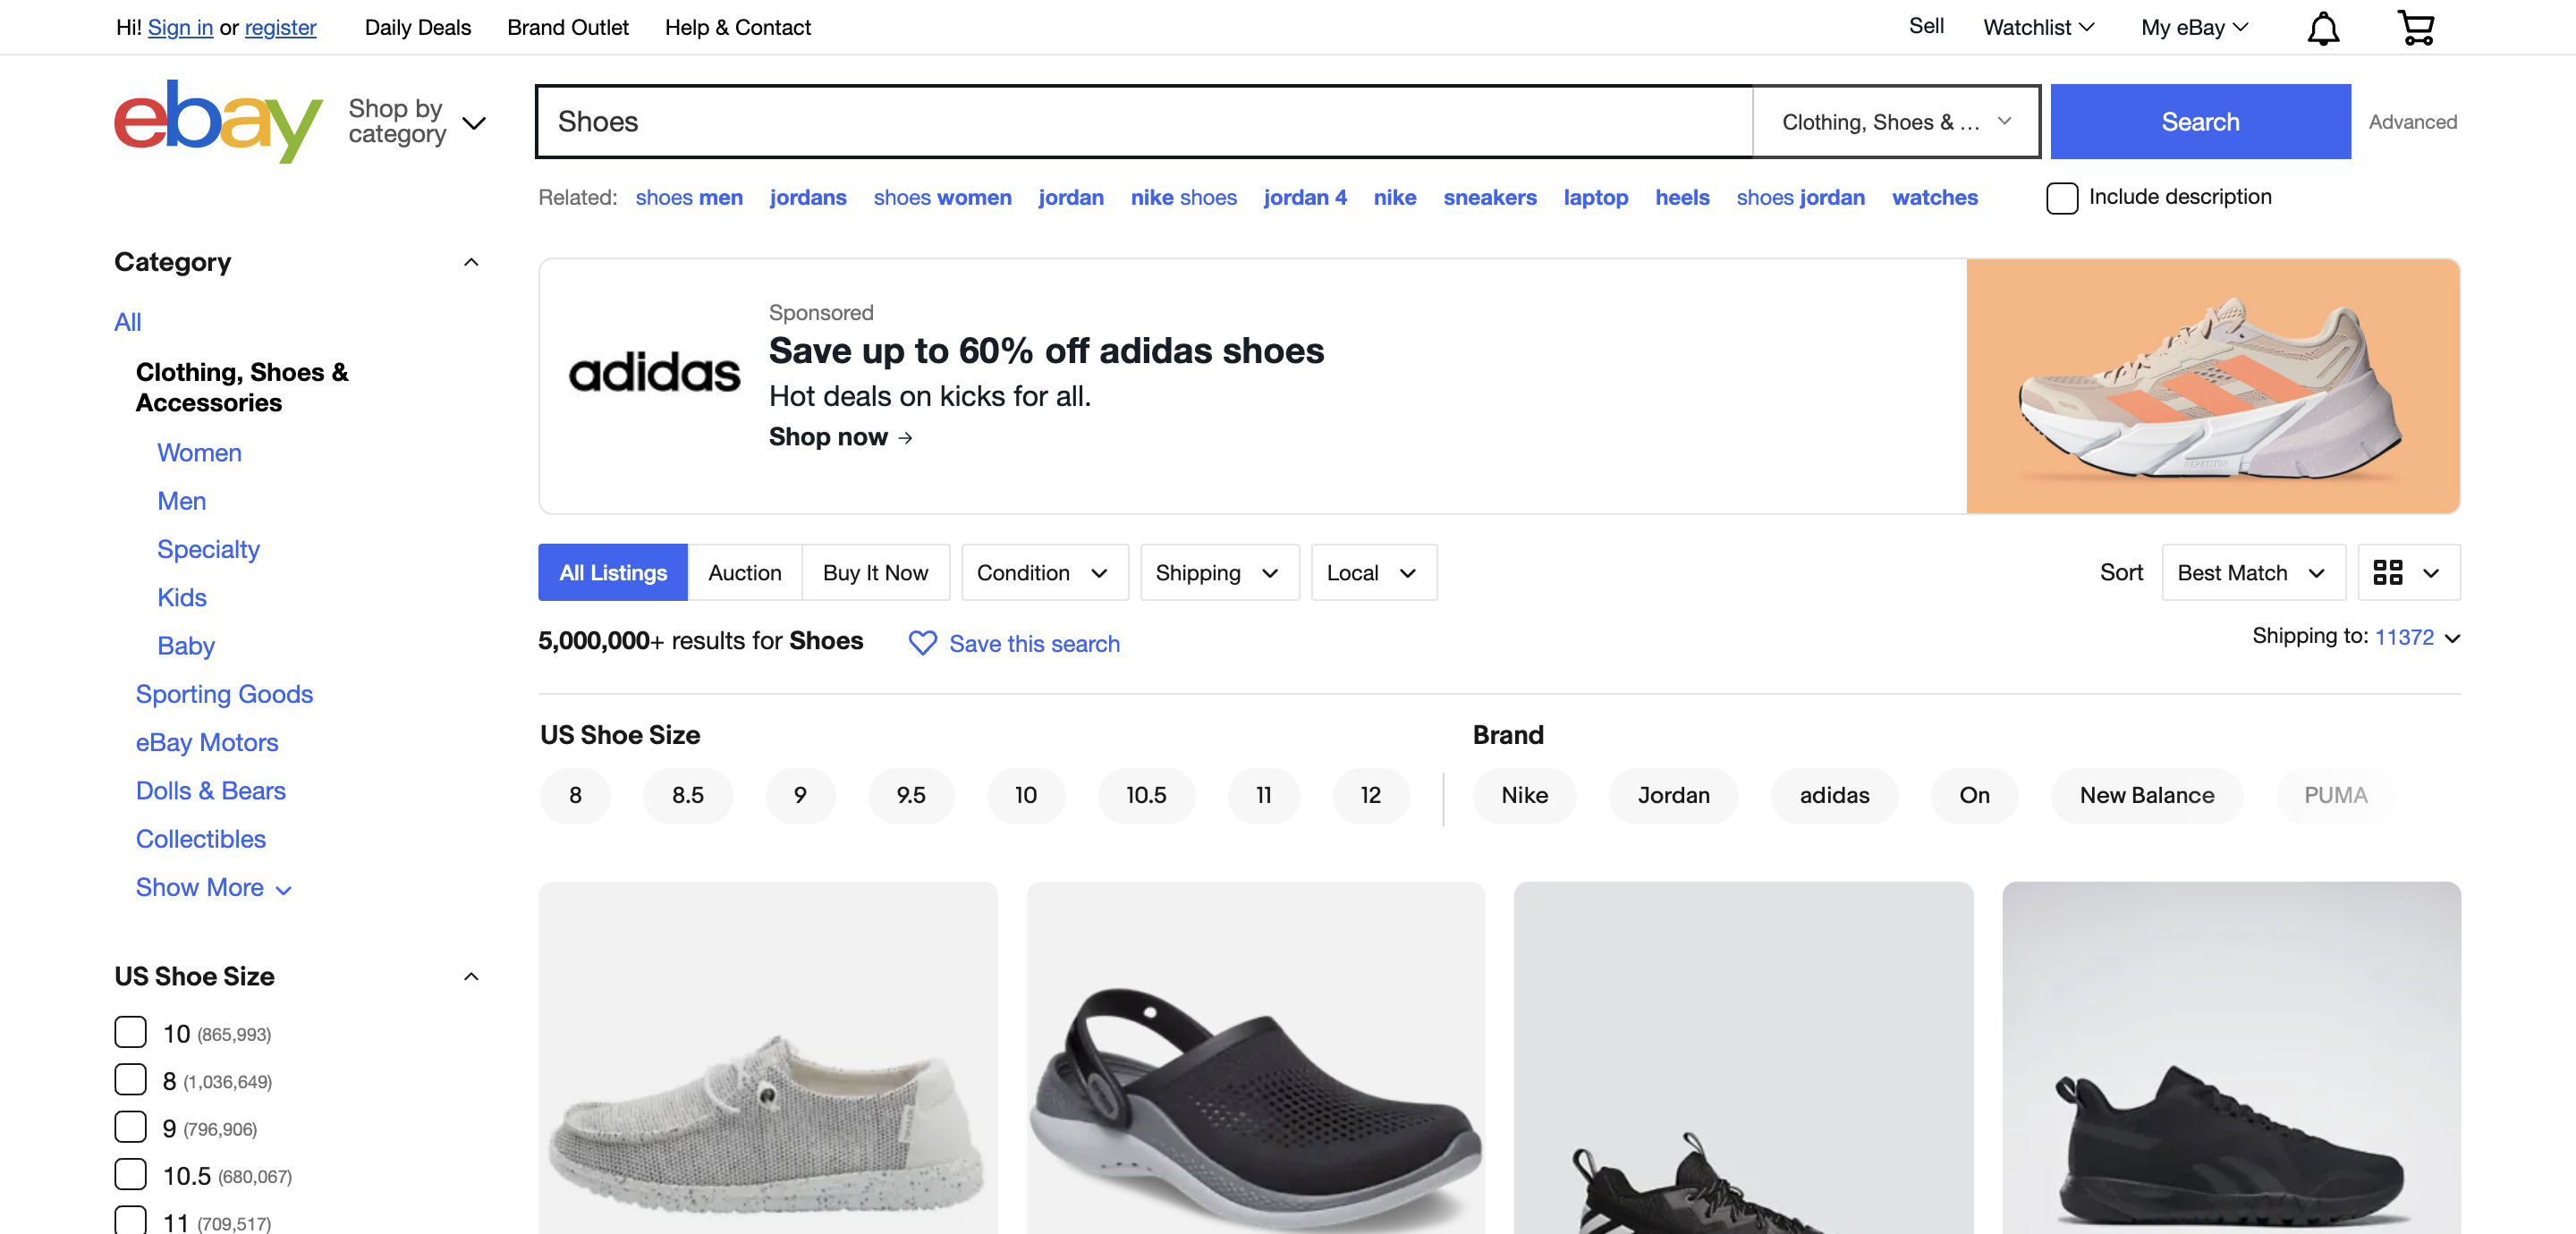 Hi! Sign in or register Daily Deals Brand Outlet Help & Contact Sell Watchlist My eBay
ebay
Shop by category
Shoes
Clothing, Shoes & ...
Search
Advanced
Related: shoes men jordans shoes women jordan nike shoes jordan 4 nike sneakers laptop heels shoes jordan watches
Include description
Category
All
Clothing, Shoes &
Accessories
Women
Men
Specialty
Kids
Baby
Sporting Goods
eBay Motors
Dolls & Bears
Collectibles
Show More
US Shoe Size
10 (865,993)
8 (1,036,649)
9 (796,906)
10.5 (680,067)
11 (709,517)
adidas
Sponsored
Save up to 60% off adidas shoes
Hot deals on kicks for all.
Shop now →
REPETITOR
All Listings Auction Buy It Now Condition Shipping Local Sort Best Match
5,000,000+ results for Shoes Save this search Shipping to: 11372
US Shoe Size
8 8.5 9 9.5 10 10.5 11 12
Brand
Nike Jordan adidas On New Balance PUMA